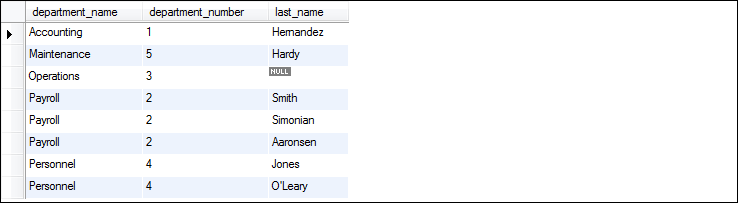 department_name department_number last_name
Accounting 1 Hernandez
Maintenance 5 Hardy
Operations 3 NULL
Payroll 2 Smith
Payroll 2 Simonian
Payroll 2 Aaronsen
Personnel 4 Jones
Personnel 4 O'Leary